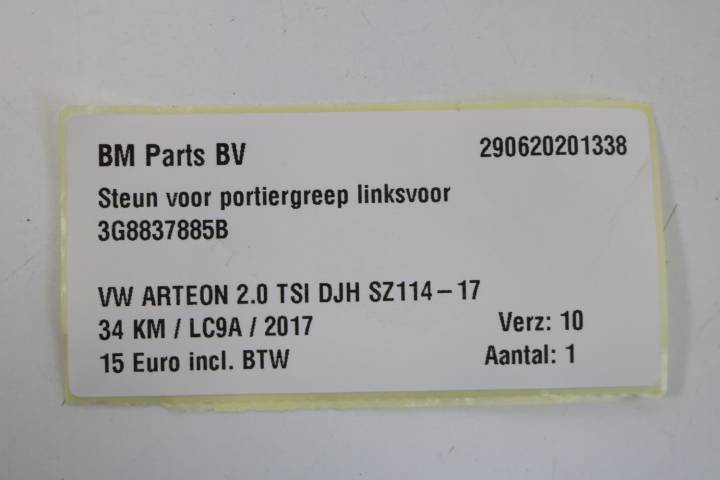 BM Parts BV 290620201338
Steun voor portiergreep linksvoor
3G8837885B
VW ARTEON 2.0 TSI DJH SZ114-17
34 KM / LC9A / 2017 Verz: 10
15 Euro incl. BTW Aantal: 1